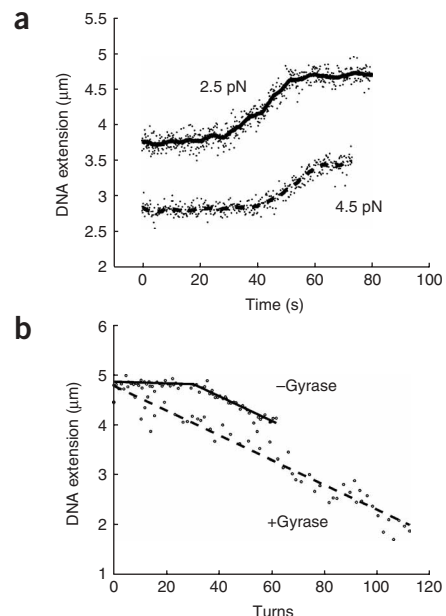 a
DNA extension (μm)
5
4.5
4
3.5
3
2.5
2
2.5 pN
4.5 pN
0
20
40
60
80
100
Time (s)
b
DNA extension (μm)
6
5
4
3
2
1
–Gyrase
+Gyrase
0
20
40
60
80
100
120
Turns